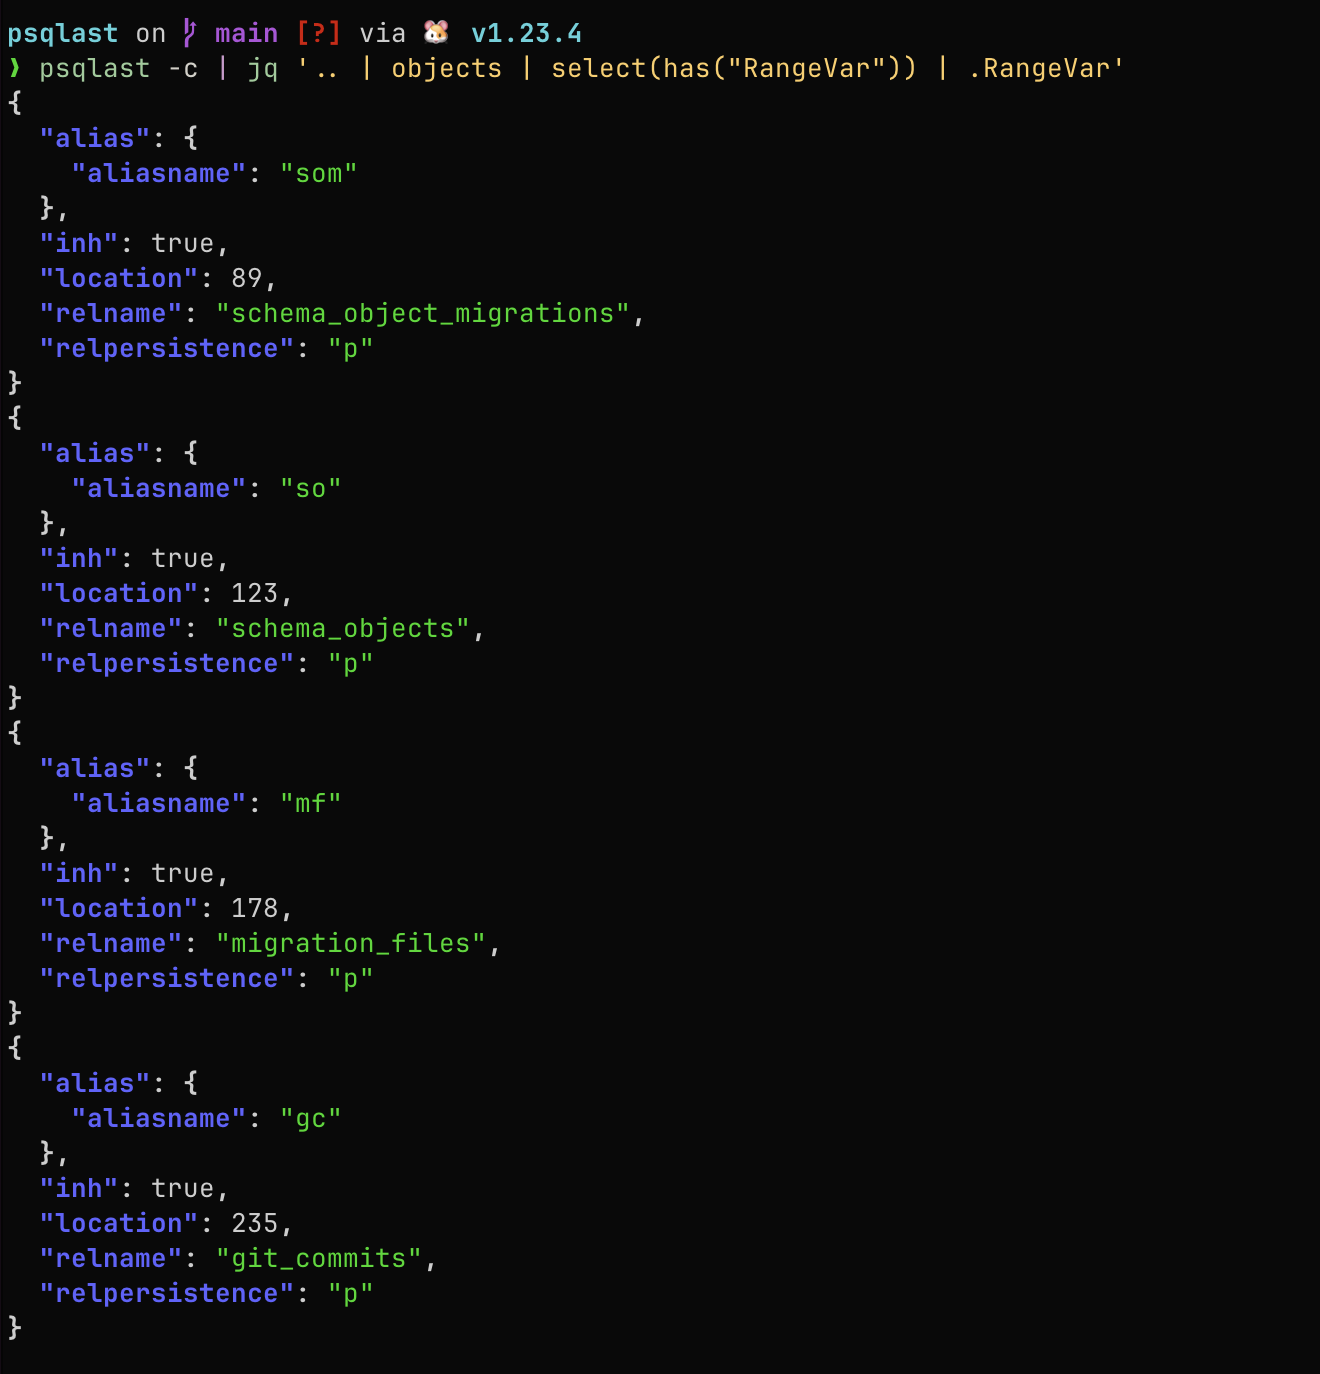 psqlast on main [?] via 🐹 v1.23.4
❯ psqlast -c | jq '.. | objects | select(has("RangeVar")) | .RangeVar'
{
  "alias": {
    "aliasname": "som"
  },
  "inh": true,
  "location": 89,
  "relname": "schema_object_migrations",
  "relpersistence": "p"
}
{
  "alias": {
    "aliasname": "so"
  },
  "inh": true,
  "location": 123,
  "relname": "schema_objects",
  "relpersistence": "p"
}
{
  "alias": {
    "aliasname": "mf"
  },
  "inh": true,
  "location": 178,
  "relname": "migration_files",
  "relpersistence": "p"
}
{
  "alias": {
    "aliasname": "gc"
  },
  "inh": true,
  "location": 235,
  "relname": "git_commits",
  "relpersistence": "p"
}